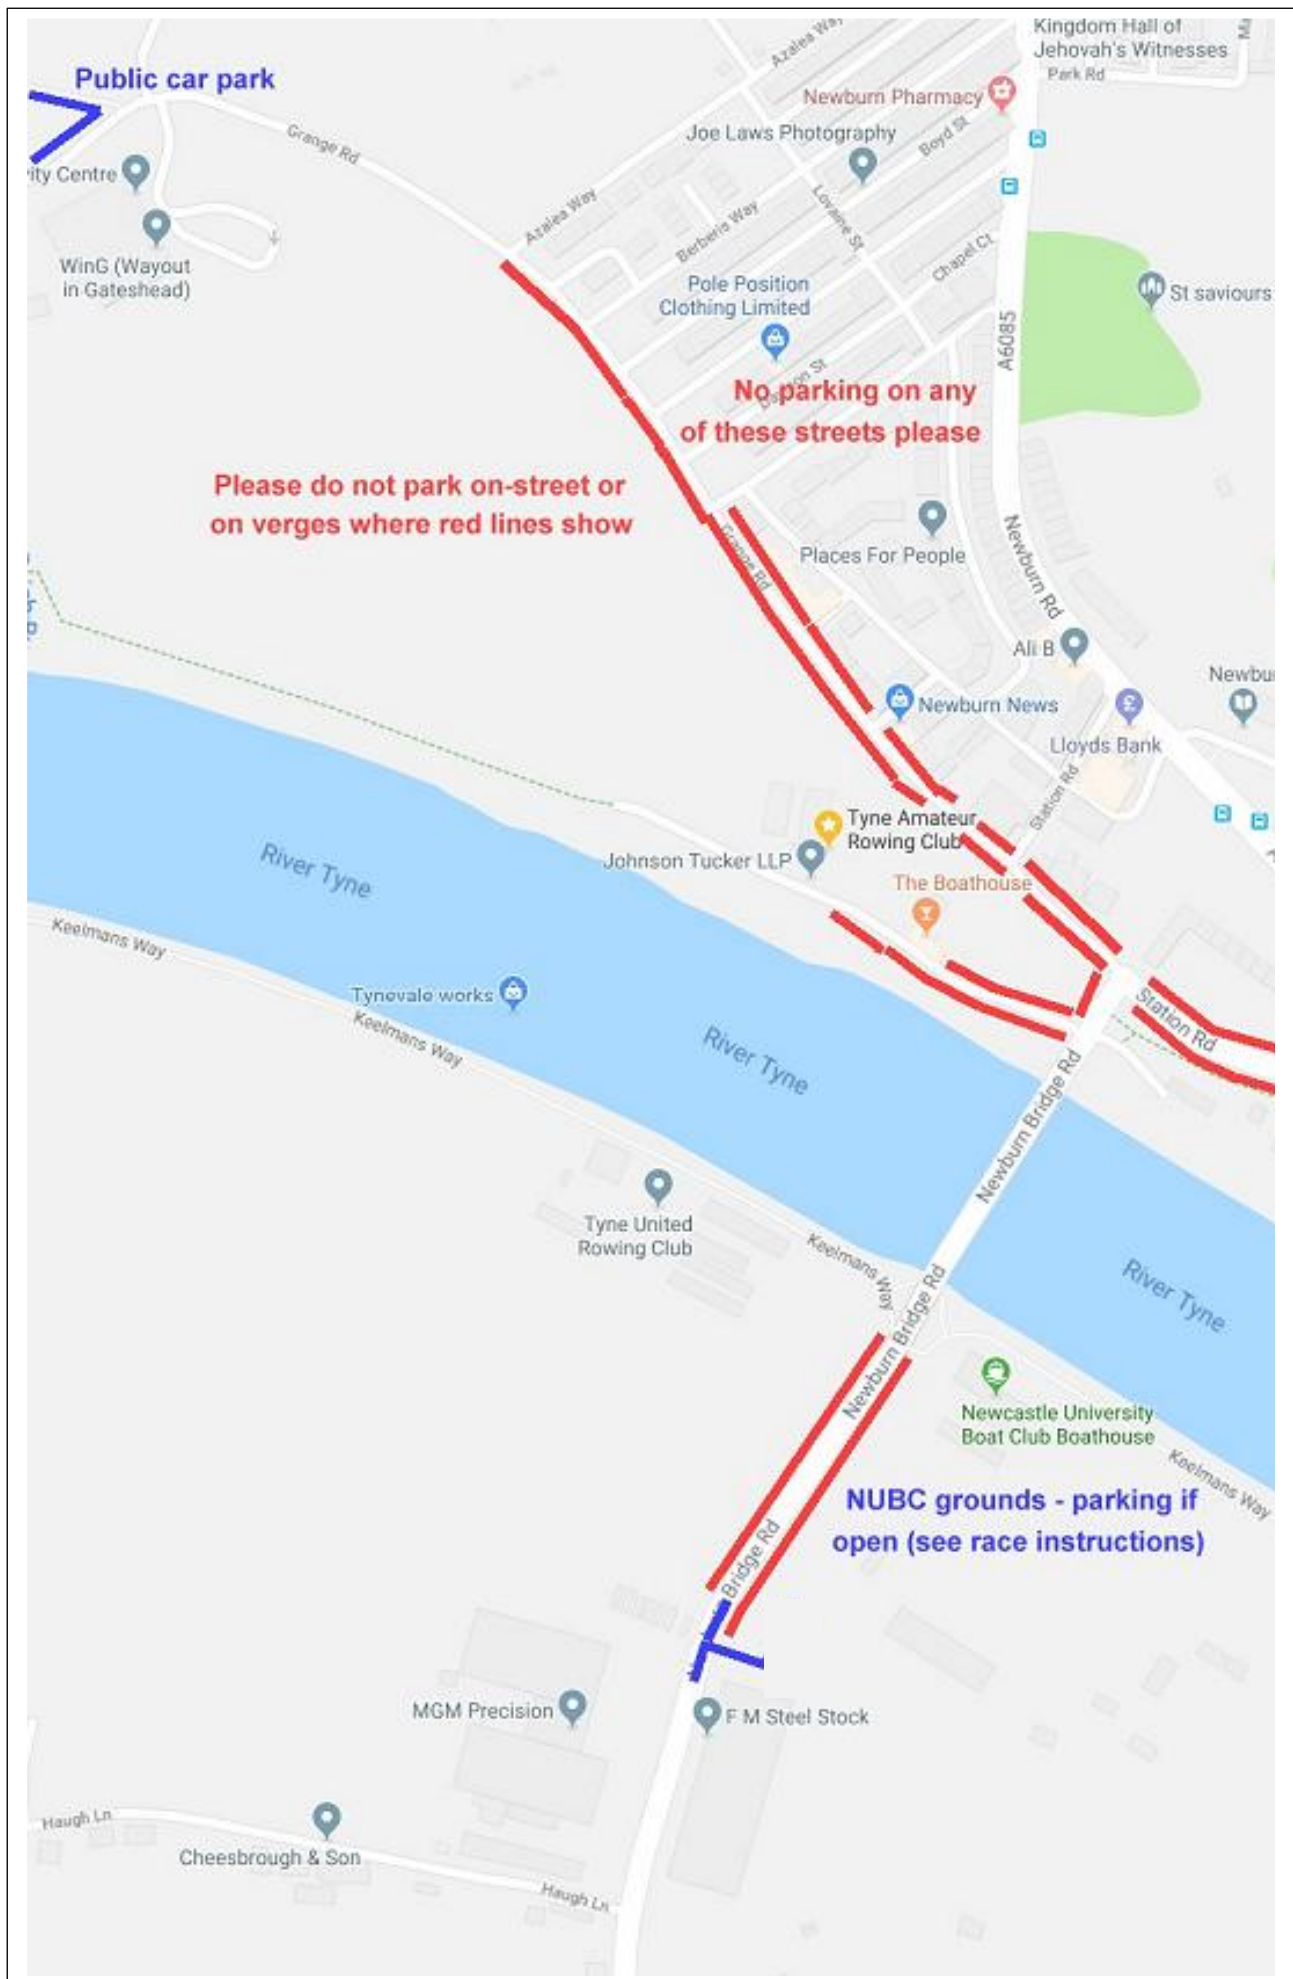 Kingdom Hall of
Jehovah's Witnesses
Park Rd
Azalea Way
Public car park
Newburn Pharmacy
Joe Laws Photography
Boyd St
Grange Rd
ity Centre
Azalea Way
Berberis Way
Lovaine St
Chapel Ct
WinG (Wayout
in Gateshead)
Pole Position
Clothing Limited
St saviours
A6085
No parking on any
of these streets please
Please do not park on-street or
on verges where red lines show
Places For People
Grange Rd
Newburn Rd
Ali B
Newbu
Newburn News
Lloyds Bank
Station Rd
Tyne Amateur
Rowing Club
Johnson Tucker LLP
The Boathouse
River Tyne
Keelmans Way
Tynevale works
Keelmans Way
River Tyne
Station Rd
Newburn Bridge Rd
Tyne United
Rowing Club
Keelmans Way
River Tyne
Newburn Bridge Rd
Newcastle University
Boat Club Boathouse
Keelmans Way
NUBC grounds - parking if
open (see race instructions)
Bridge Rd
MGM Precision
F M Steel Stock
Haugh Ln
Cheesbrough & Son
Haugh Ln